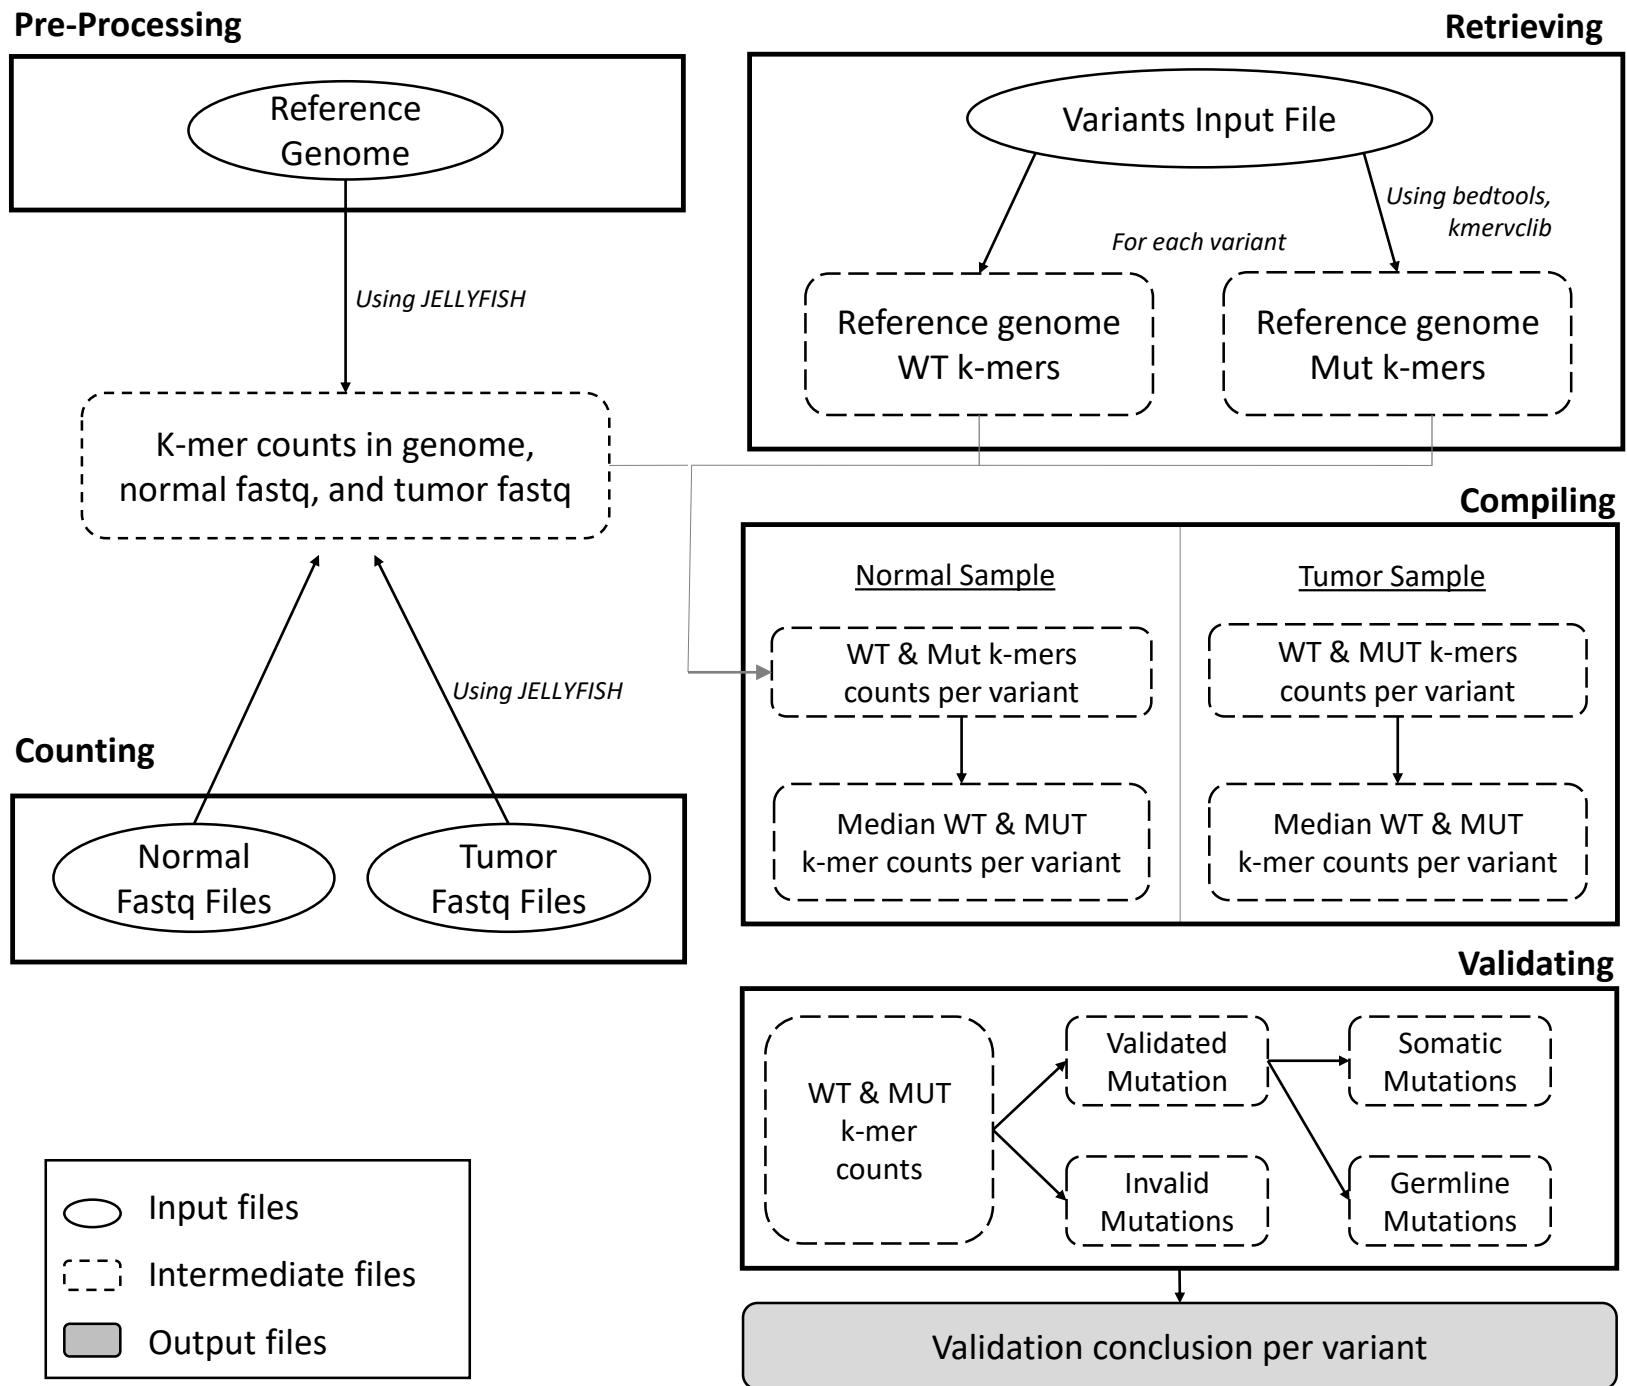 Pre-Processing
Reference
Genome
Using JELLYFISH
K-mer counts in genome,
normal fastq, and tumor fastq
Using JELLYFISH
Counting
Normal
Fastq Files
Tumor
Fastq Files
Input files
Intermediate files
Output files
Retrieving
Variants Input File
Using bedtools,
kmervclib
For each variant
Reference genome
WT k-mers
Reference genome
Mut k-mers
Compiling
Normal Sample
WT & Mut k-mers
counts per variant
Median WT & MUT
k-mer counts per variant
Tumor Sample
WT & MUT k-mers
counts per variant
Median WT & MUT
k-mer counts per variant
Validating
WT & MUT
k-mer
counts
Validated
Mutation
Invalid
Mutations
Somatic
Mutations
Germline
Mutations
Validation conclusion per variant